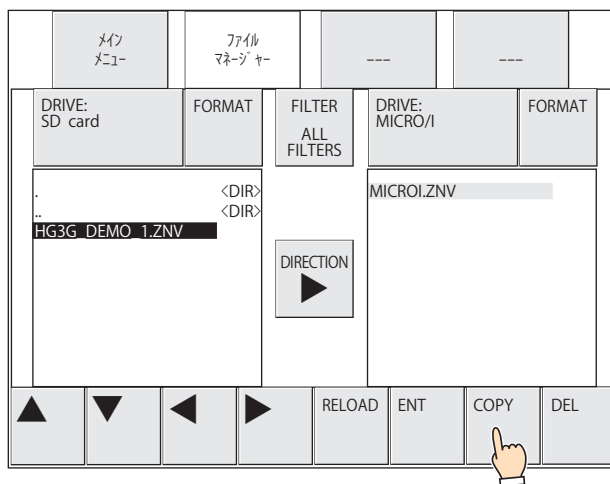 メイン
メニュー
ファイル
マネージャー
---
---
DRIVE:
SD card
FORMAT
FILTER
ALL
FILTERS
DRIVE:
MICRO/I
FORMAT
. <DIR>
.. <DIR>
HG3G_DEMO_1.ZNV
DIRECTION
MICROI.ZNV
RELOAD
ENT
COPY
DEL